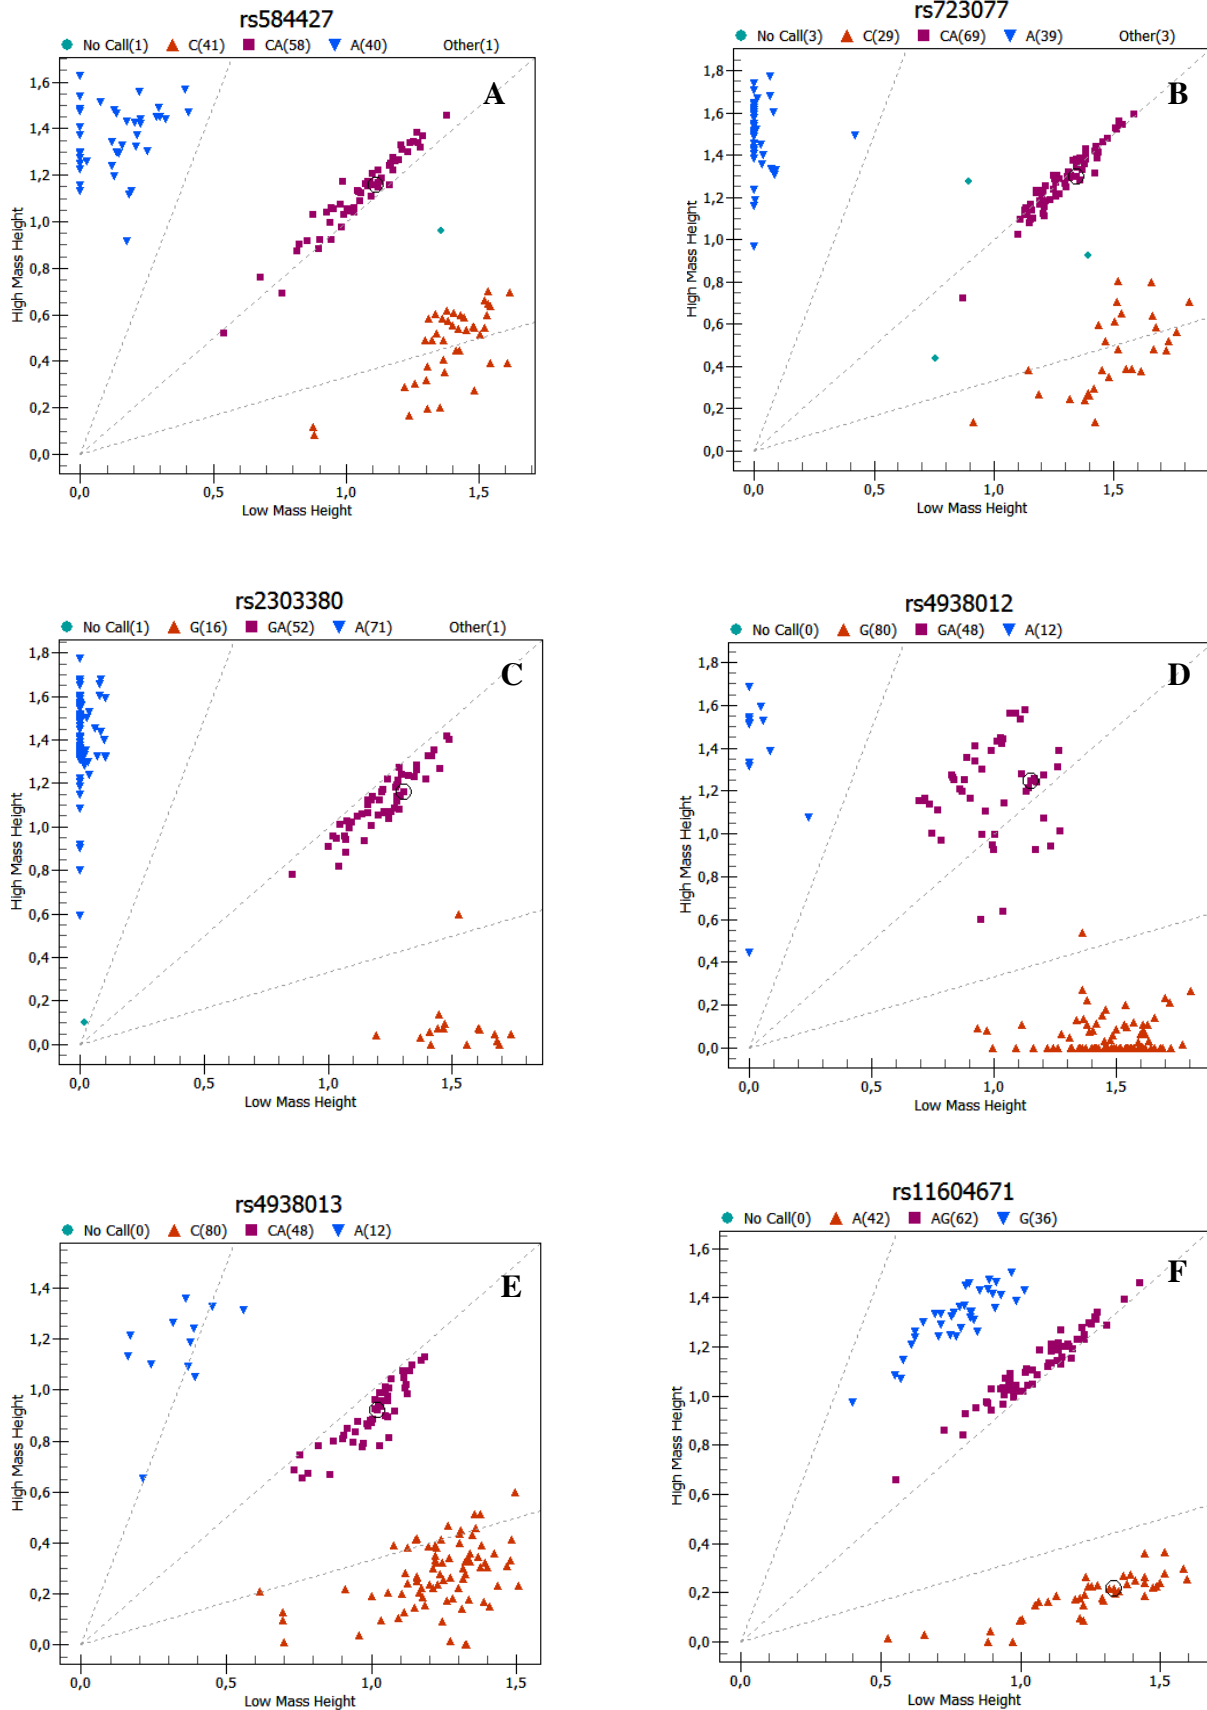 rs584427
No Call(1) C(41) CA(58) A(40) Other(1)
A
High Mass Height
1,6
1,4
1,2
1,0
0,8
0,6
0,4
0,2
0,0
0,0 0,5 1,0 1,5
Low Mass Height
rs723077
No Call(3) C(29) CA(69) A(39) Other(3)
B
High Mass Height
1,8
1,6
1,4
1,2
1,0
0,8
0,6
0,4
0,2
0,0
0,0 0,5 1,0 1,5
Low Mass Height
rs2303380
No Call(1) G(16) GA(52) A(71) Other(1)
C
High Mass Height
1,8
1,6
1,4
1,2
1,0
0,8
0,6
0,4
0,2
0,0
0,0 0,5 1,0 1,5
Low Mass Height
rs4938012
No Call(0) G(80) GA(48) A(12)
D
High Mass Height
1,8
1,6
1,4
1,2
1,0
0,8
0,6
0,4
0,2
0,0
0,0 0,5 1,0 1,5
Low Mass Height
rs4938013
No Call(0) C(80) CA(48) A(12)
E
High Mass Height
1,4
1,2
1,0
0,8
0,6
0,4
0,2
0,0
0,0 0,5 1,0 1,5
Low Mass Height
rs11604671
No Call(0) A(42) AG(62) G(36)
F
High Mass Height
1,6
1,4
1,2
1,0
0,8
0,6
0,4
0,2
0,0
0,0 0,5 1,0 1,5
Low Mass Height